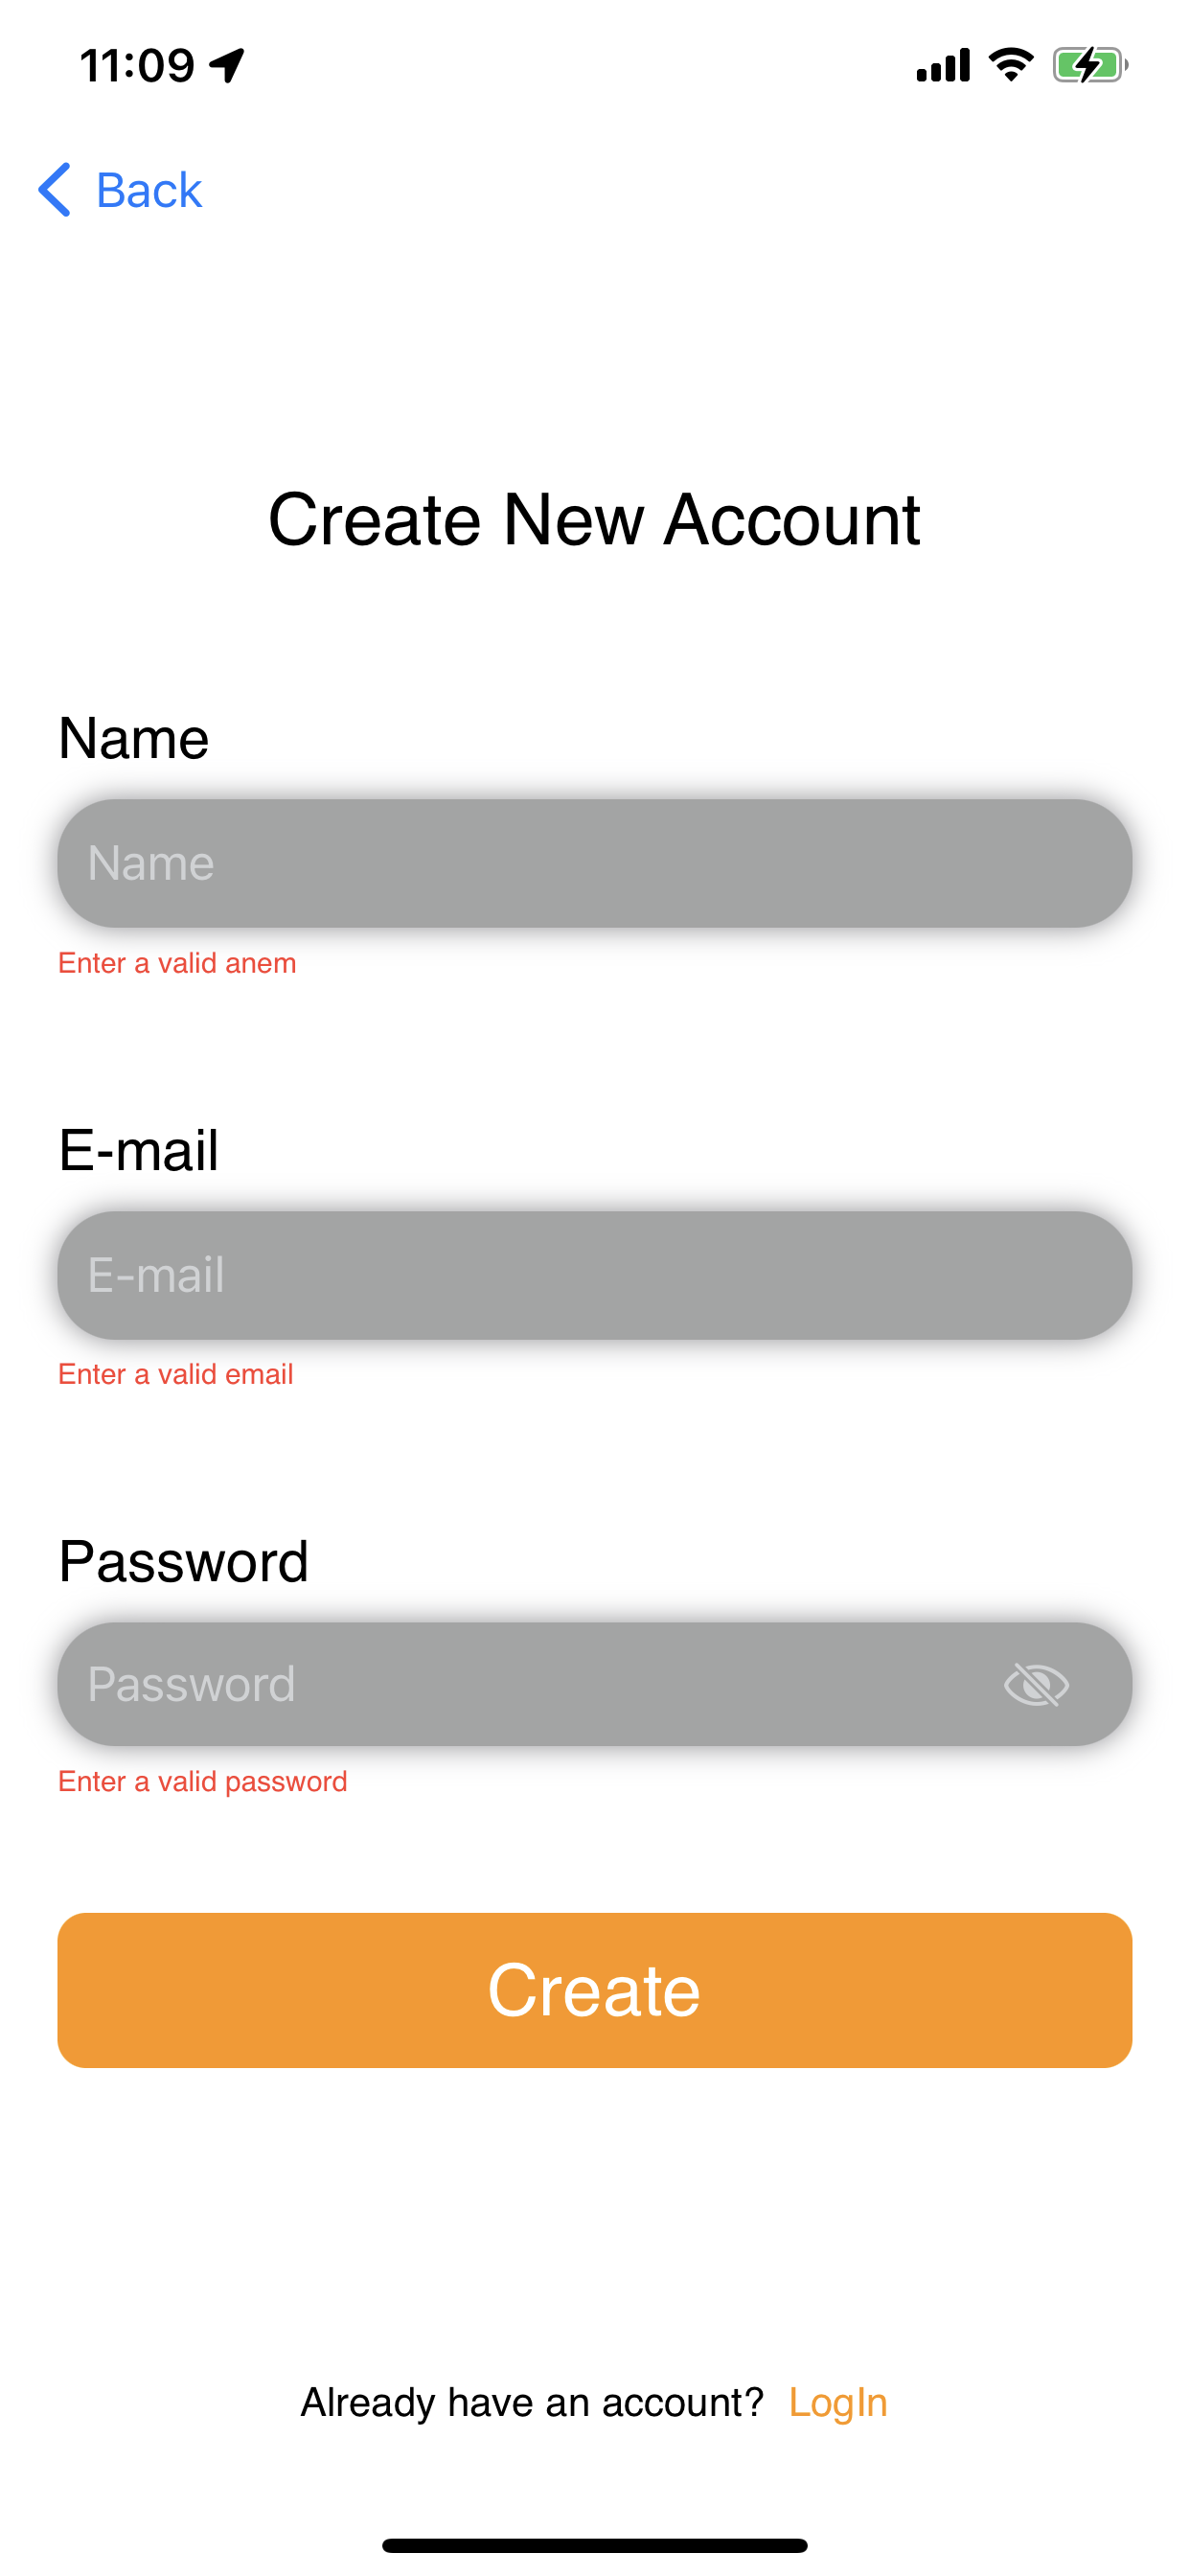 11:09
Back
Create New Account
Name
Name
Enter a valid anem
E-mail
E-mail
Enter a valid email
Password
Password
Enter a valid password
Create
Already have an account? LogIn